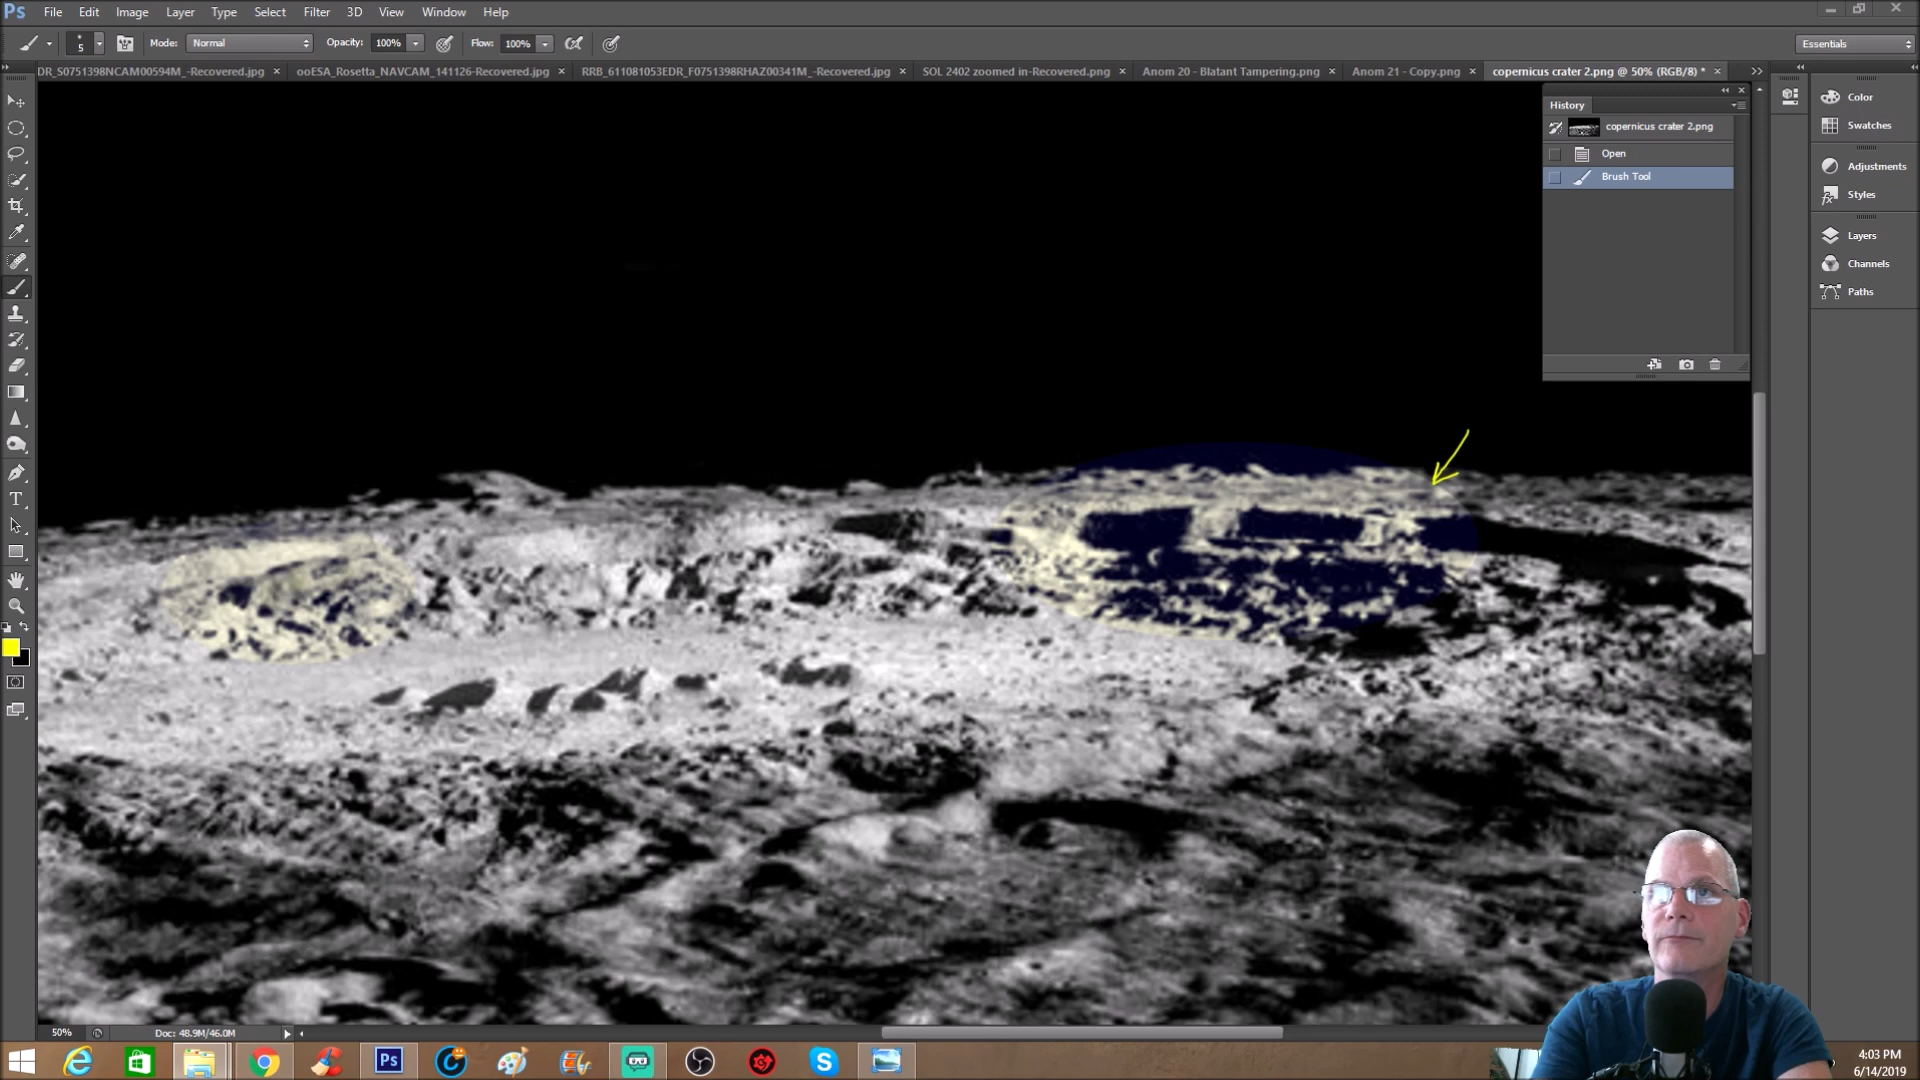 Ps File Edit Image Layer Type Select Filter 3D View Window Help
5 Mode: Normal Opacity: 100% Flow: 100% Essentials
DR_S0751398NCAM00594M_-Recovered.jpg × ooESA_Rosetta_NAVCAM_141126-Recovered.jpg × RRB_611081053EDR_F0751398RHAZ00341M_-Recovered.jpg × SOL 2402 zoomed in-Recovered.png × Anom 20 - Blatant Tampering.png × Anom 21 - Copy.png × copernicus crater 2.png @ 50% (RGB/8) * ×
History
copernicus crater 2.png
Open
Brush Tool
Color
Swatches
Adjustments
Styles
Layers
Channels
Paths
50% Doc: 48.9M/46.0M
Ps
4:03 PM
6/14/2019